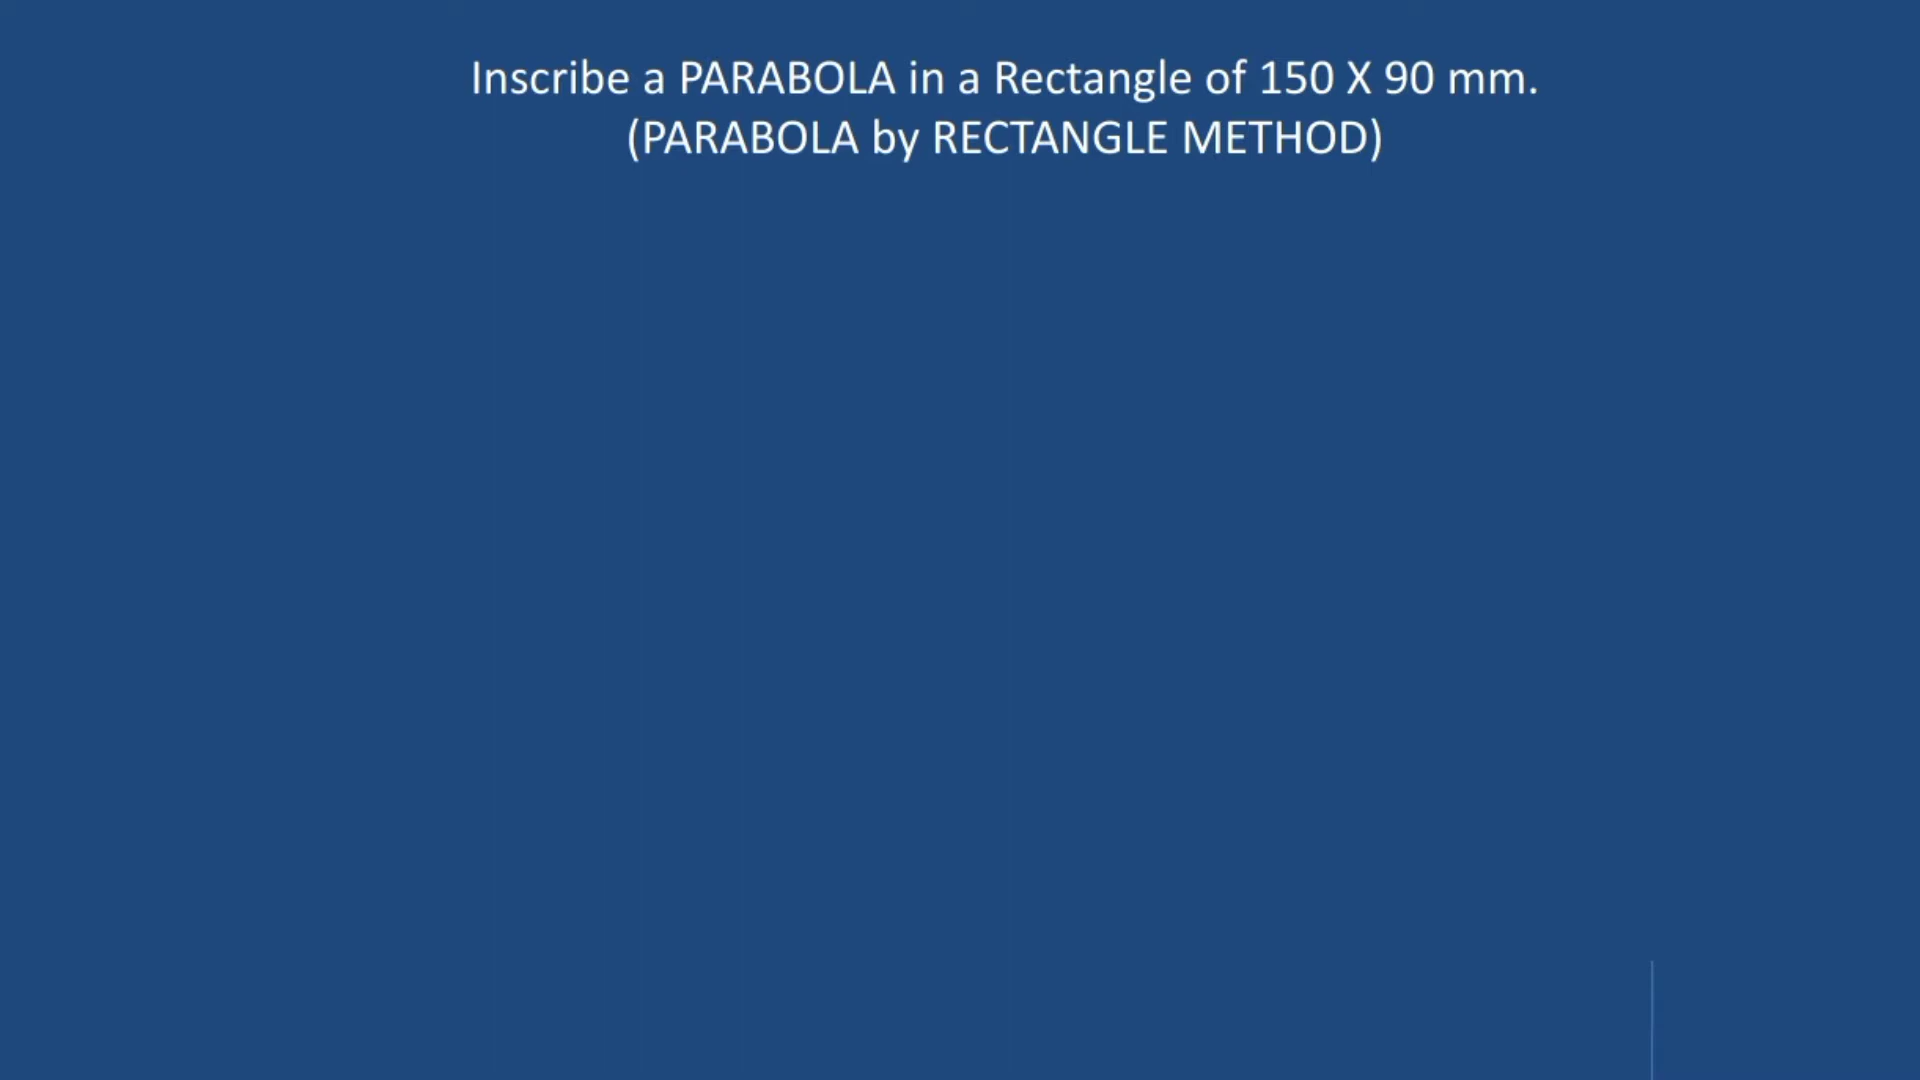 Inscribe a PARABOLA in a Rectangle of 150 X 90 mm.
(PARABOLA by RECTANGLE METHOD)